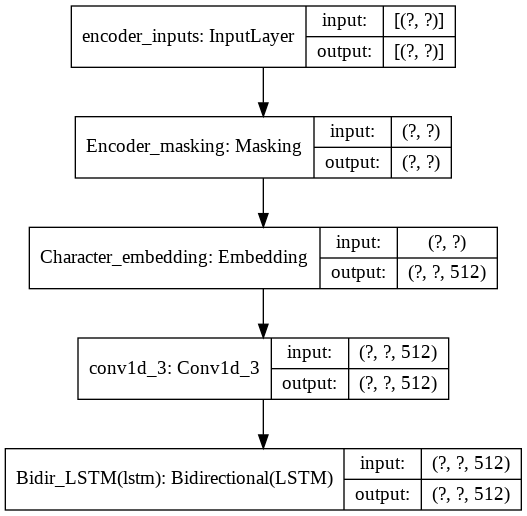 encoder_inputs: InputLayer
input: [(?, ?)]
output: [(?, ?)]
Encoder_masking: Masking
input: (?, ?)
output: (?, ?)
Character_embedding: Embedding
input: (?, ?)
output: (?, ?, 512)
conv1d_3: Conv1d_3
input: (?, ?, 512)
output: (?, ?, 512)
Bidir_LSTM(lstm): Bidirectional(LSTM)
input: (?, ?, 512)
output: (?, ?, 512)